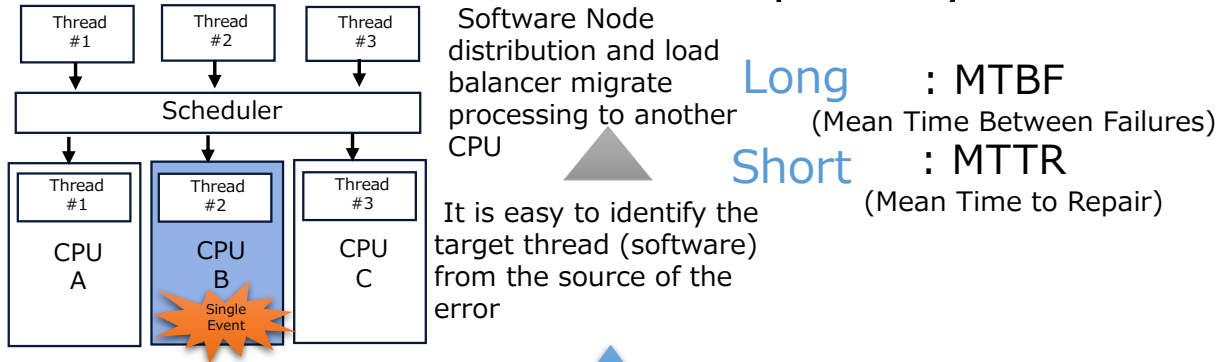 Thread
#1
Thread
#2
Thread
#3
Scheduler
Thread
#1
Thread
#2
Thread
#3
CPU
A
CPU
B
CPU
C
Single
Event
Software Node
distribution and load
balancer migrate
processing to another
CPU
It is easy to identify the
target thread (software)
from the source of the
error
Long : MTBF
(Mean Time Between Failures)
Short : MTTR
(Mean Time to Repair)